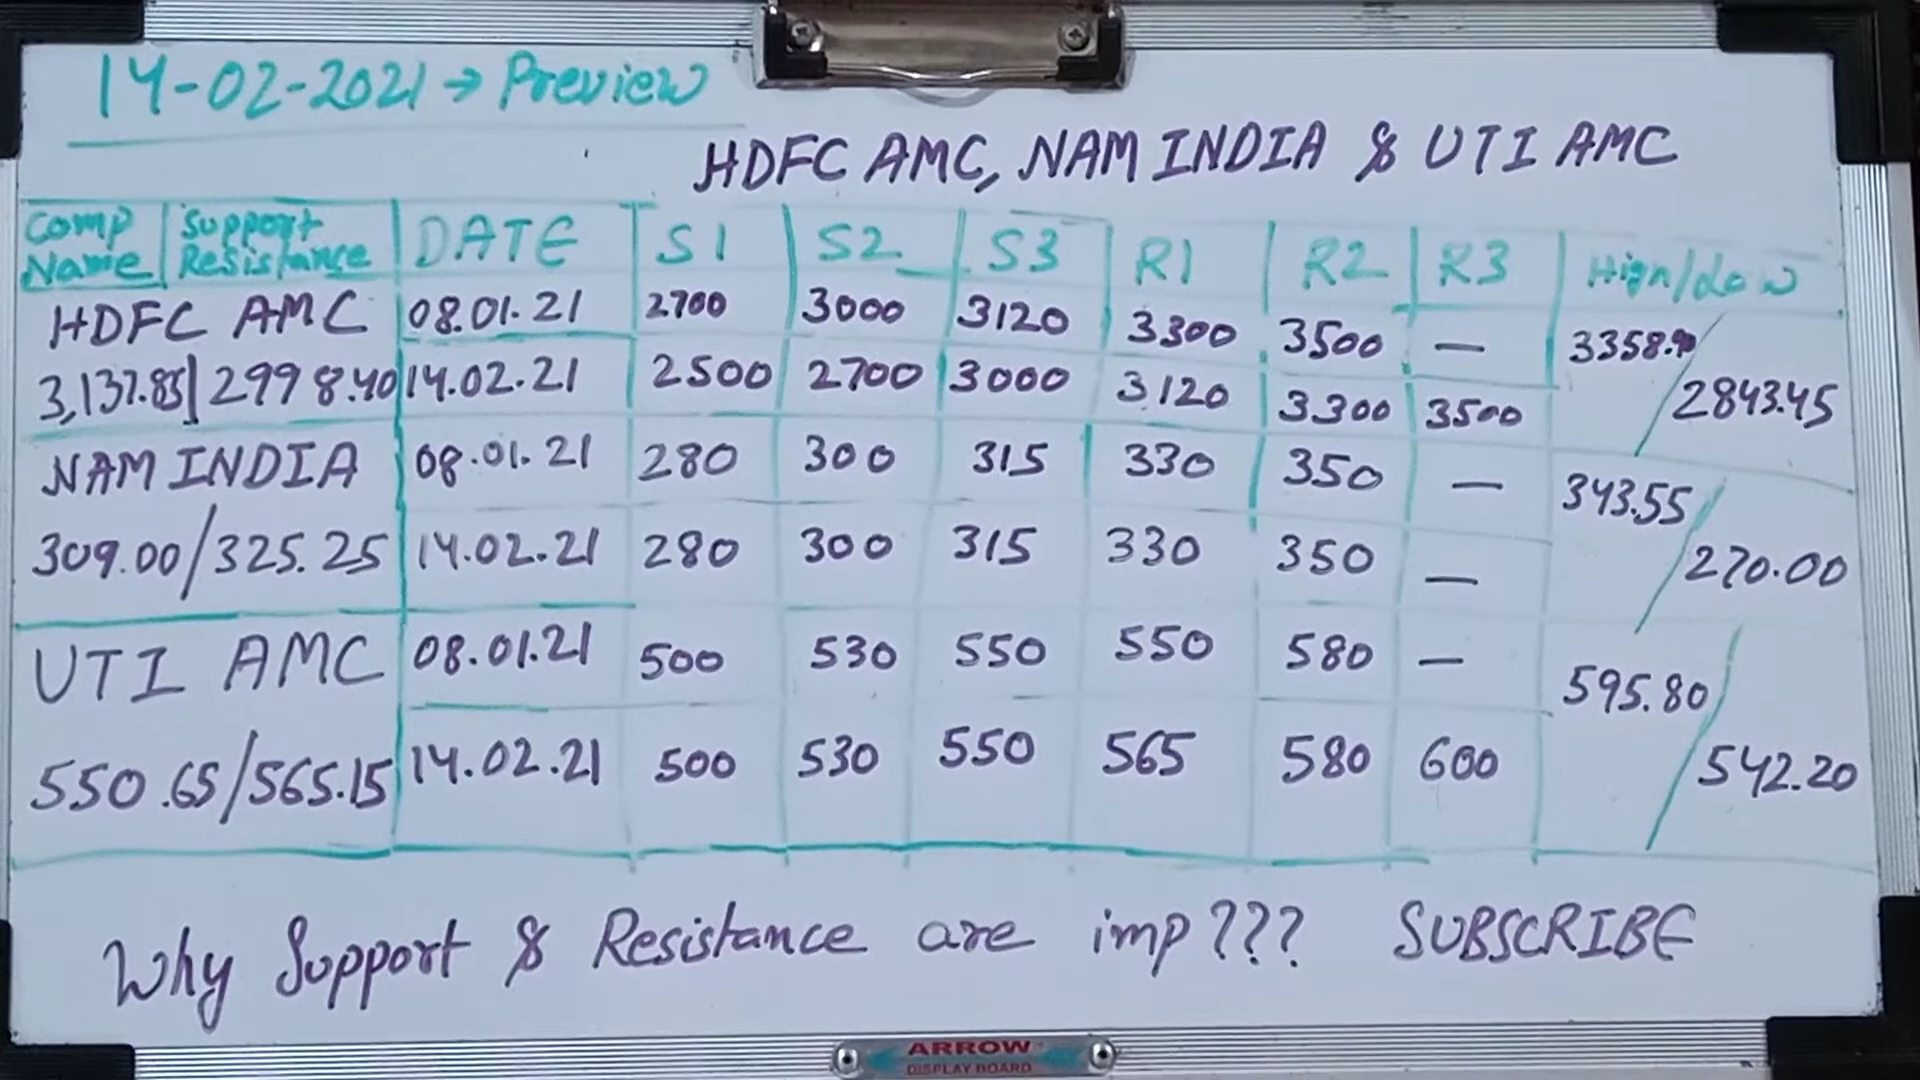 14-02-2021 → Preview
HDFC AMC, NAM INDIA & UTI AMC
Comp Name | Support Resistance | DATE | S1 | S2 | S3 | R1 | R2 | R3 | Hign/Low
HDFC AMC | 08.01.21 | 2700 | 3000 | 3120 | 3300 | 3500 | — | 3358.90/
3,137.85 | 2998.40 | 14.02.21 | 2500 | 2700 | 3000 | 3120 | 3300 | 3500 | 2843.45
NAM INDIA | 08.01.21 | 280 | 300 | 315 | 330 | 350 | — | 343.55/
309.00/325.25 | 14.02.21 | 280 | 300 | 315 | 330 | 350 | — | 270.00
UTI AMC | 08.01.21 | 500 | 530 | 550 | 550 | 580 | — | 595.80/
550.65/565.15 | 14.02.21 | 500 | 530 | 550 | 565 | 580 | 600 | 542.20
Why Support & Resistance are imp??? SUBSCRIBE
ARROW
DISPLAY BOARD